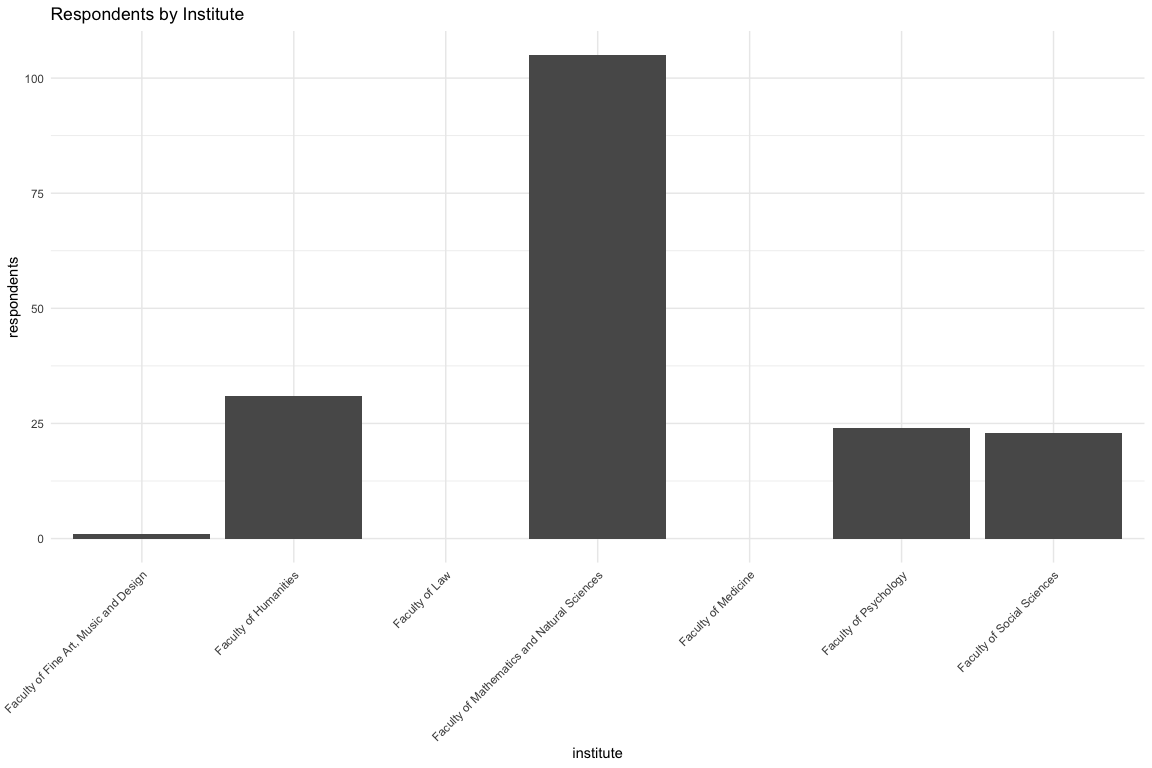 Respondents by Institute
respondents
100
75
50
25
0
Faculty of Fine Art. Music and Design
Faculty of Humanities
Faculty of Law
Faculty of Mathematics and Natural Sciences
Faculty of Medicine
Faculty of Psychology
Faculty of Social Sciences
institute